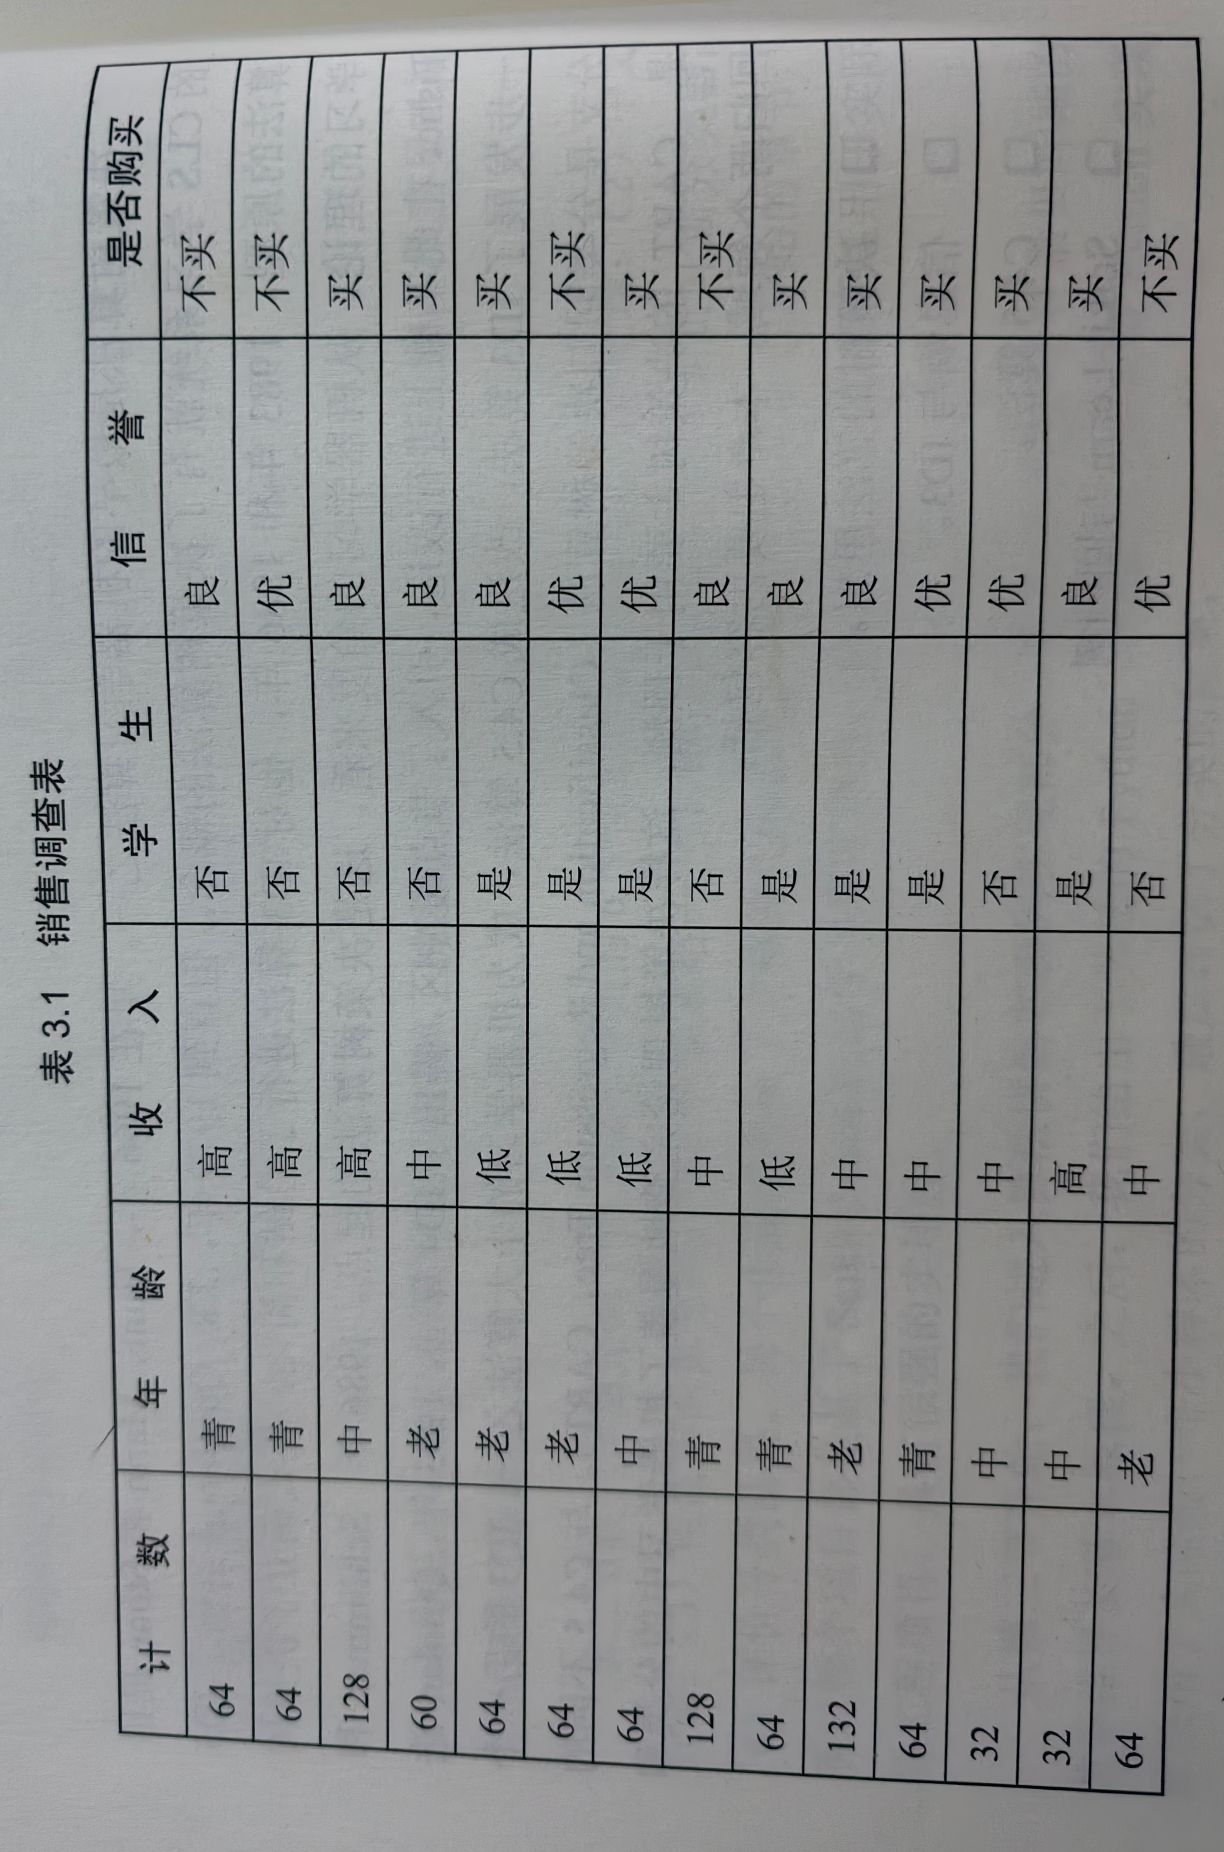 表 3.1 销售调查表
计 数 年 龄 收 入 学 生 信 誉 是否购买
64 青 高 否 良 不买
64 青 高 否 优 不买
128 中 高 否 良 买
60 老 中 否 良 买
64 老 低 是 良 买
64 老 低 是 优 不买
64 中 低 是 优 买
128 青 中 否 良 不买
64 青 低 是 良 买
132 老 中 是 良 买
64 青 中 是 优 买
32 中 中 否 优 买
32 中 高 是 良 买
64 老 中 否 优 不买